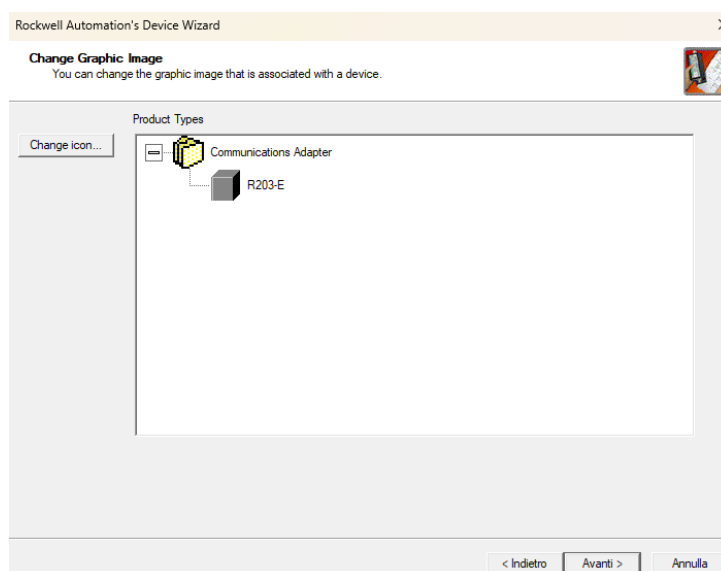 Rockwell Automation's Device Wizard
Change Graphic Image
You can change the graphic image that is associated with a device.
Product Types
Change icon...
Communications Adapter
R203-E
< Indietro
Avanti >
Annulla